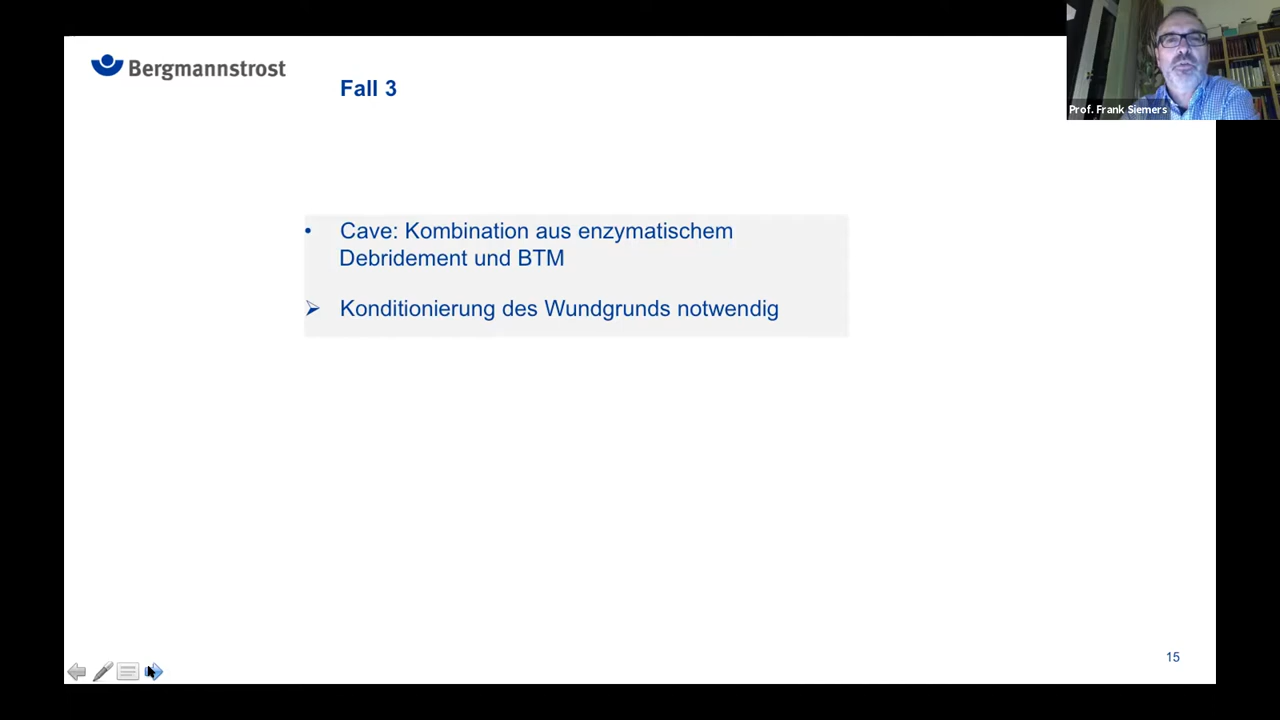 Bergmannstrost
Fall 3
Prof. Frank Siemers
• Cave: Kombination aus enzymatischem
Debridement und BTM
➢ Konditionierung des Wundgrunds notwendig
15